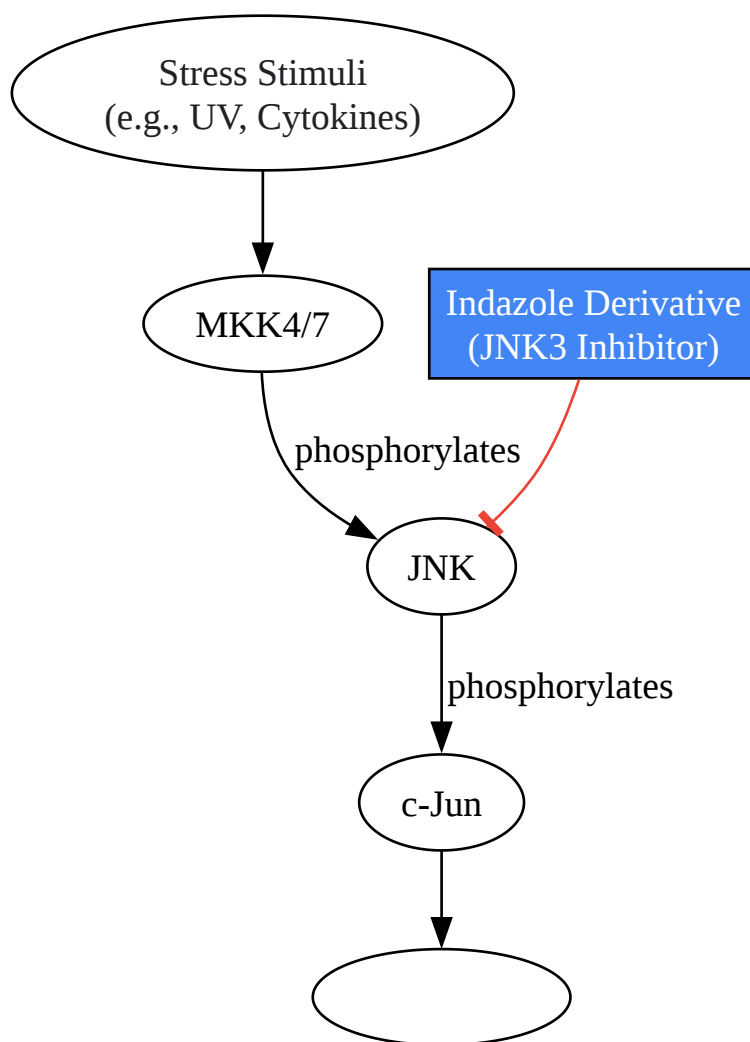 Stress Stimuli
(e.g., UV, Cytokines)
MKK4/7
Indazole Derivative
(JNK3 Inhibitor)
phosphorylates
JNK
phosphorylates
c-Jun